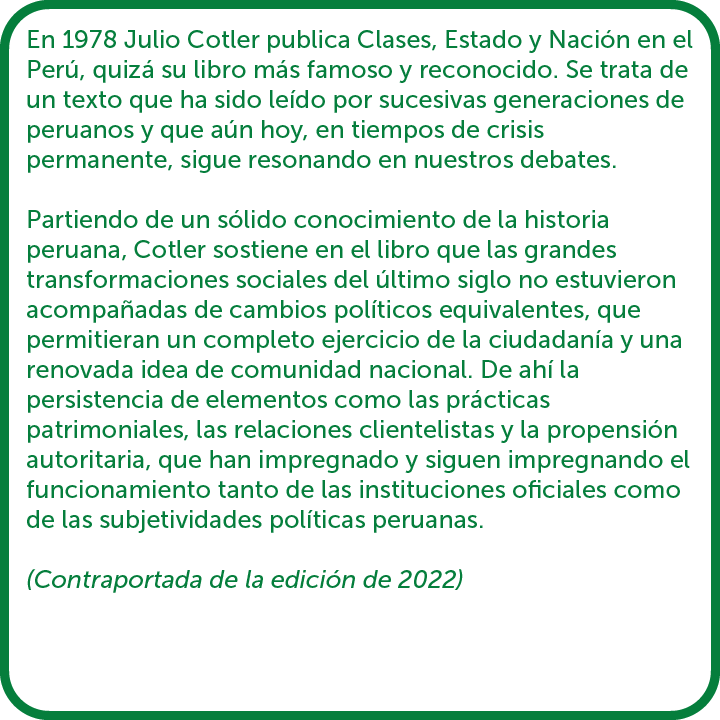 En 1978 Julio Cotler publica Clases, Estado y Nación en el
Perú, quizá su libro más famoso y reconocido. Se trata de
un texto que ha sido leído por sucesivas generaciones de
peruanos y que aún hoy, en tiempos de crisis
permanente, sigue resonando en nuestros debates.

Partiendo de un sólido conocimiento de la historia
peruana, Cotler sostiene en el libro que las grandes
transformaciones sociales del último siglo no estuvieron
acompañadas de cambios políticos equivalentes, que
permitieran un completo ejercicio de la ciudadanía y una
renovada idea de comunidad nacional. De ahí la
persistencia de elementos como las prácticas
patrimoniales, las relaciones clientelistas y la propensión
autoritaria, que han impregnado y siguen impregnando el
funcionamiento tanto de las instituciones oficiales como
de las subjetividades políticas peruanas.

(Contraportada de la edición de 2022)